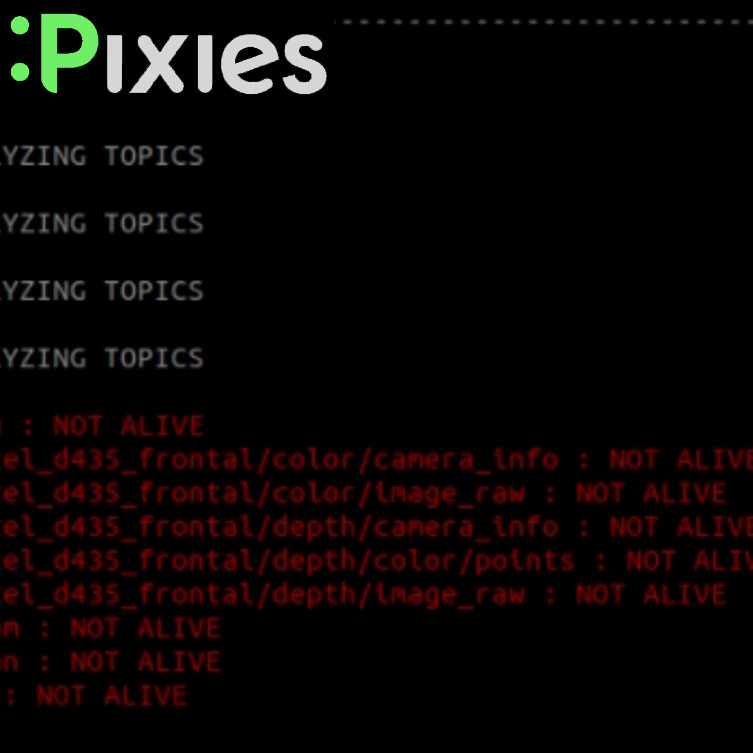 :Pixies
--------------------------
YZING TOPICS
YZING TOPICS
YZING TOPICS
YZING TOPICS
: NOT ALIVE
el_d435_frontal/color/camera_info : NOT ALIVE
el_d435_frontal/color/image_raw : NOT ALIVE
el_d435_frontal/depth/camera_info : NOT ALIVE
el_d435_frontal/depth/color/points : NOT ALIV
el_d435_frontal/depth/image_raw : NOT ALIVE
m : NOT ALIVE
n : NOT ALIVE
: NOT ALIVE